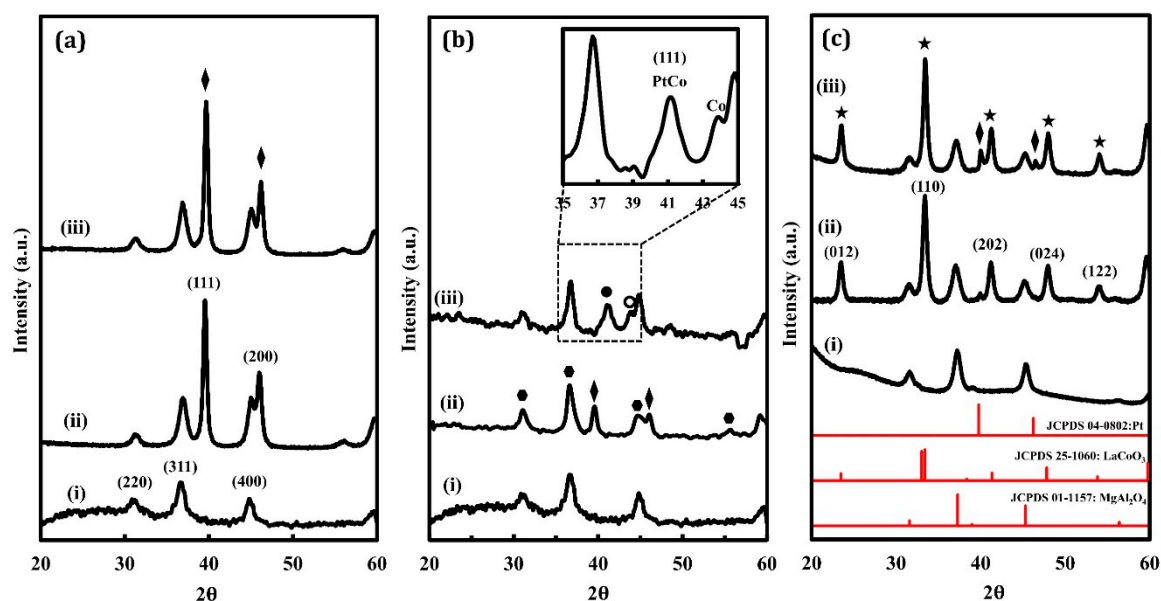 (a)
(iii)
(111)
(200)
(ii)
(311)
(220)
(400)
(i)
Intensity (a.u.)
20 30 40 50 60
2θ
(b)
(111)
PtCo
Co
35 37 39 41 43 45
(iii)
(ii)
(i)
Intensity (a.u.)
20 30 40 50 60
2θ
(c)
(iii)
(110)
(ii)
(012)
(202)
(024)
(122)
(i)
JCPDS 04-0802:Pt
JCPDS 25-1060: LaCoO₃
JCPDS 01-1157: MgAl₂O₄
Intensity (a.u.)
20 30 40 50 60
2θ